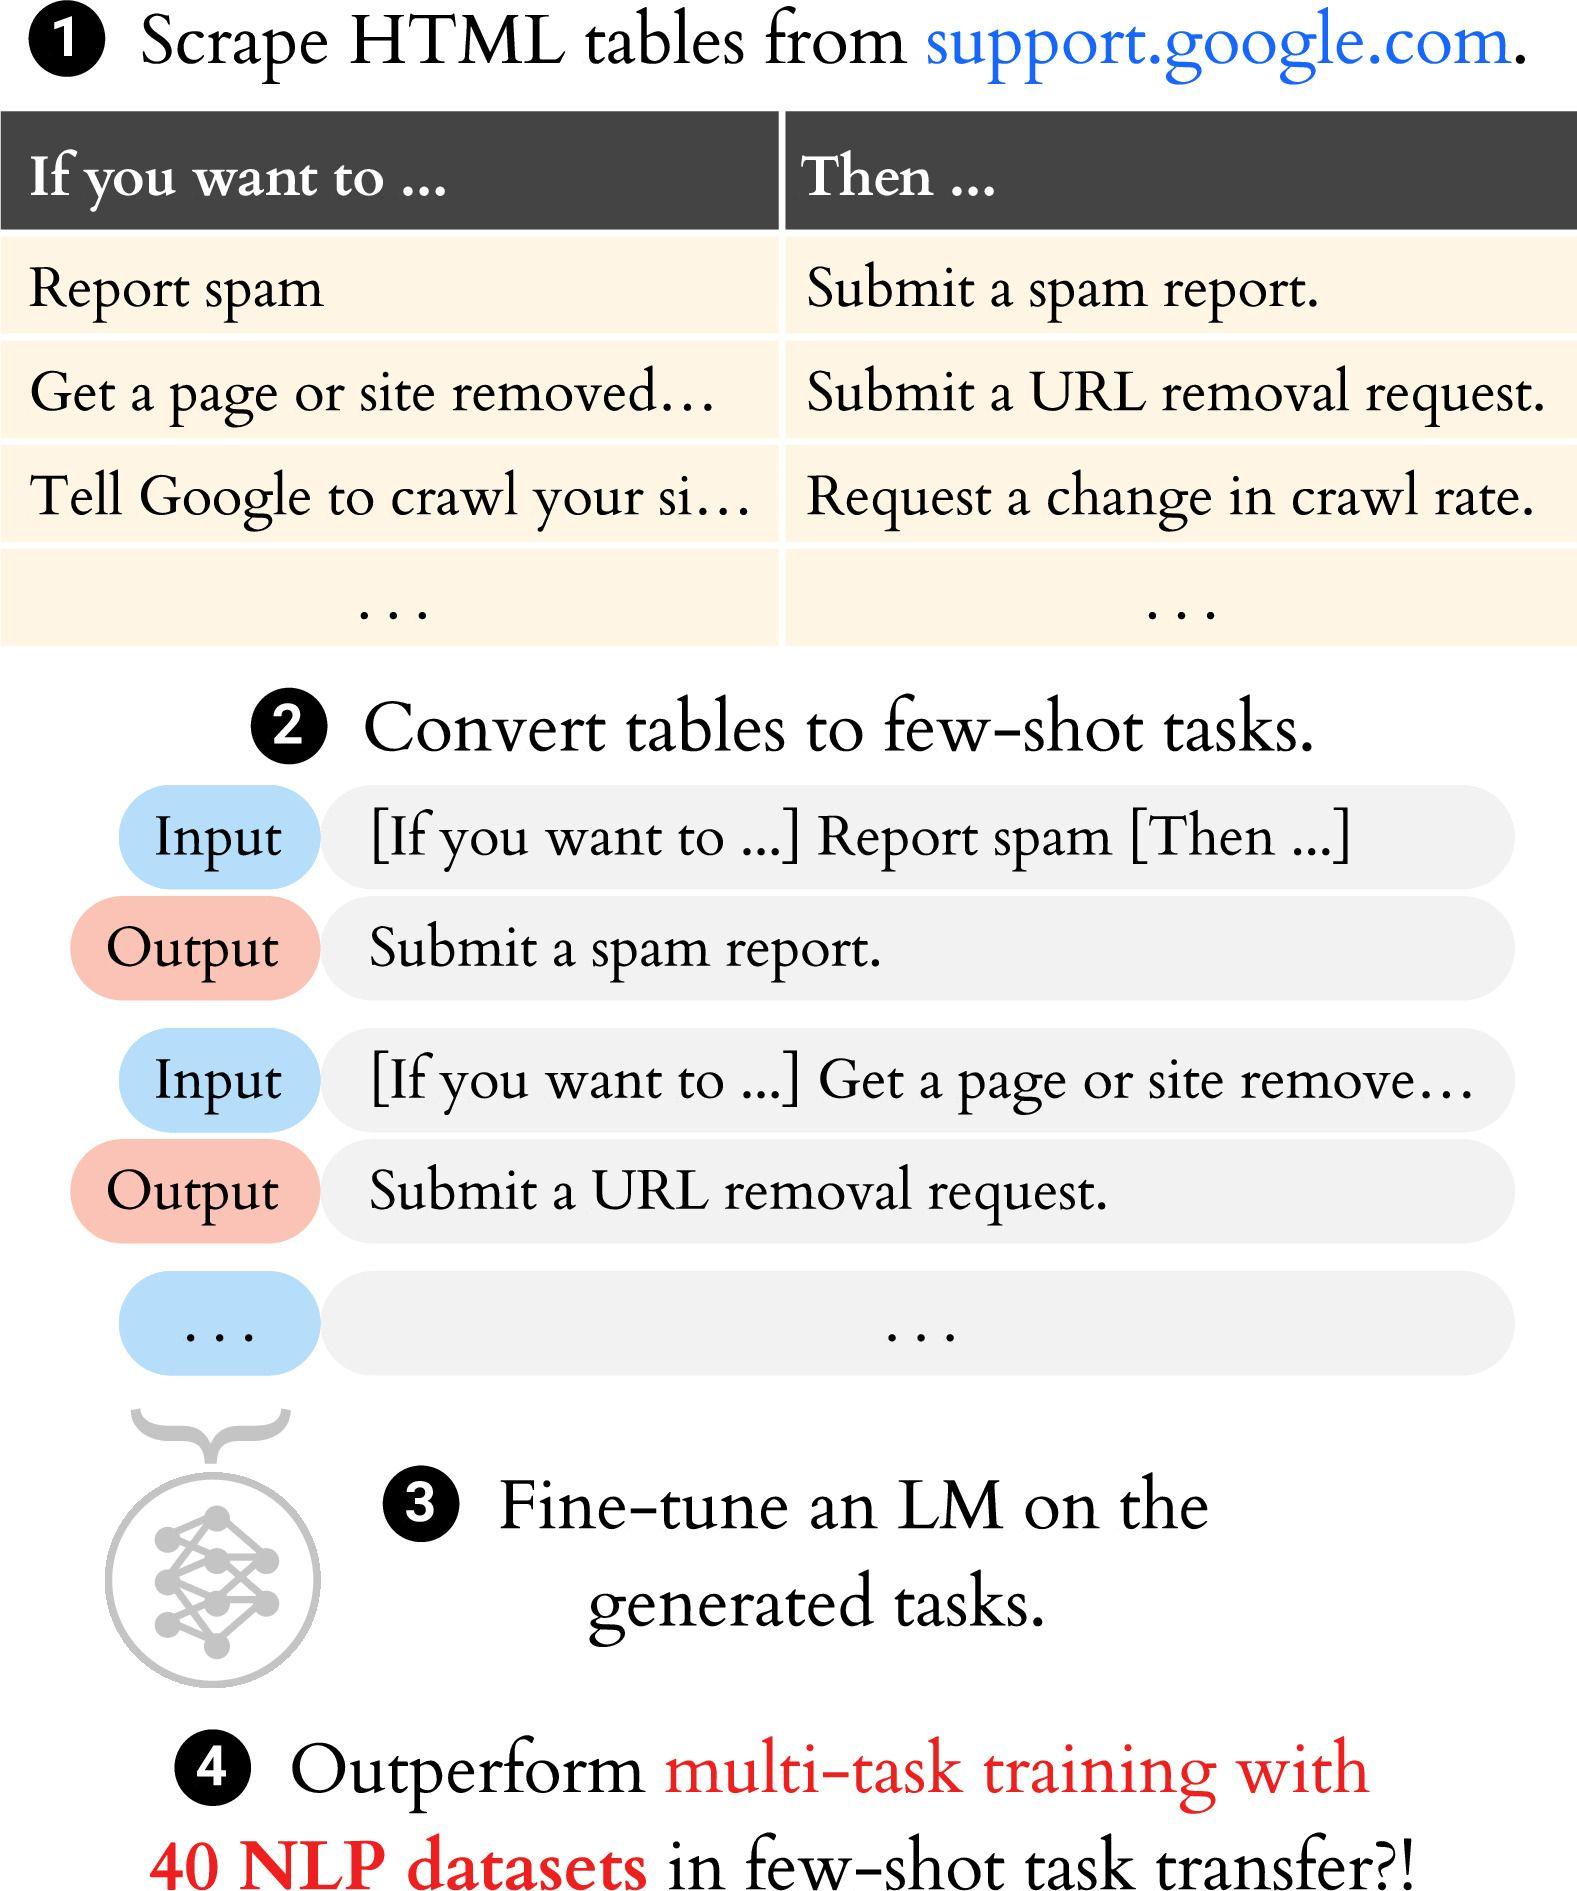 1 Scrape HTML tables from support.google.com.
If you want to ... Then ...
Report spam Submit a spam report.
Get a page or site removed... Submit a URL removal request.
Tell Google to crawl your si... Request a change in crawl rate.
... ...
2 Convert tables to few-shot tasks.
Input [If you want to ...] Report spam [Then ...]
Output Submit a spam report.
Input [If you want to ...] Get a page or site remove...
Output Submit a URL removal request.
... ...
3 Fine-tune an LM on the
generated tasks.
4 Outperform multi-task training with
40 NLP datasets in few-shot task transfer?!